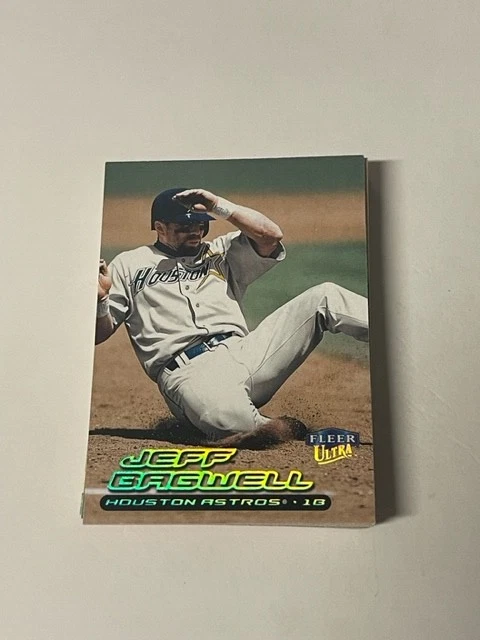 HOUSTON
FLEER
ULTRA
JEFF
BAGWELL
HOUSTON ASTROS® · 1B